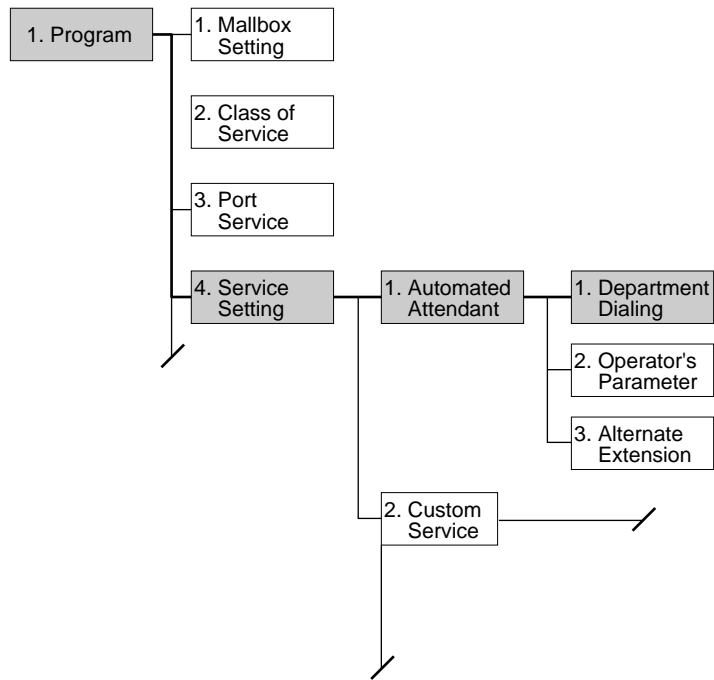 1. Program
1. Mallbox
Setting
2. Class of
Service
3. Port
Service
4. Service
Setting
1. Automated
Attendant
1. Department
Dialing
2. Operator's
Parameter
3. Alternate
Extension
2. Custom
Service